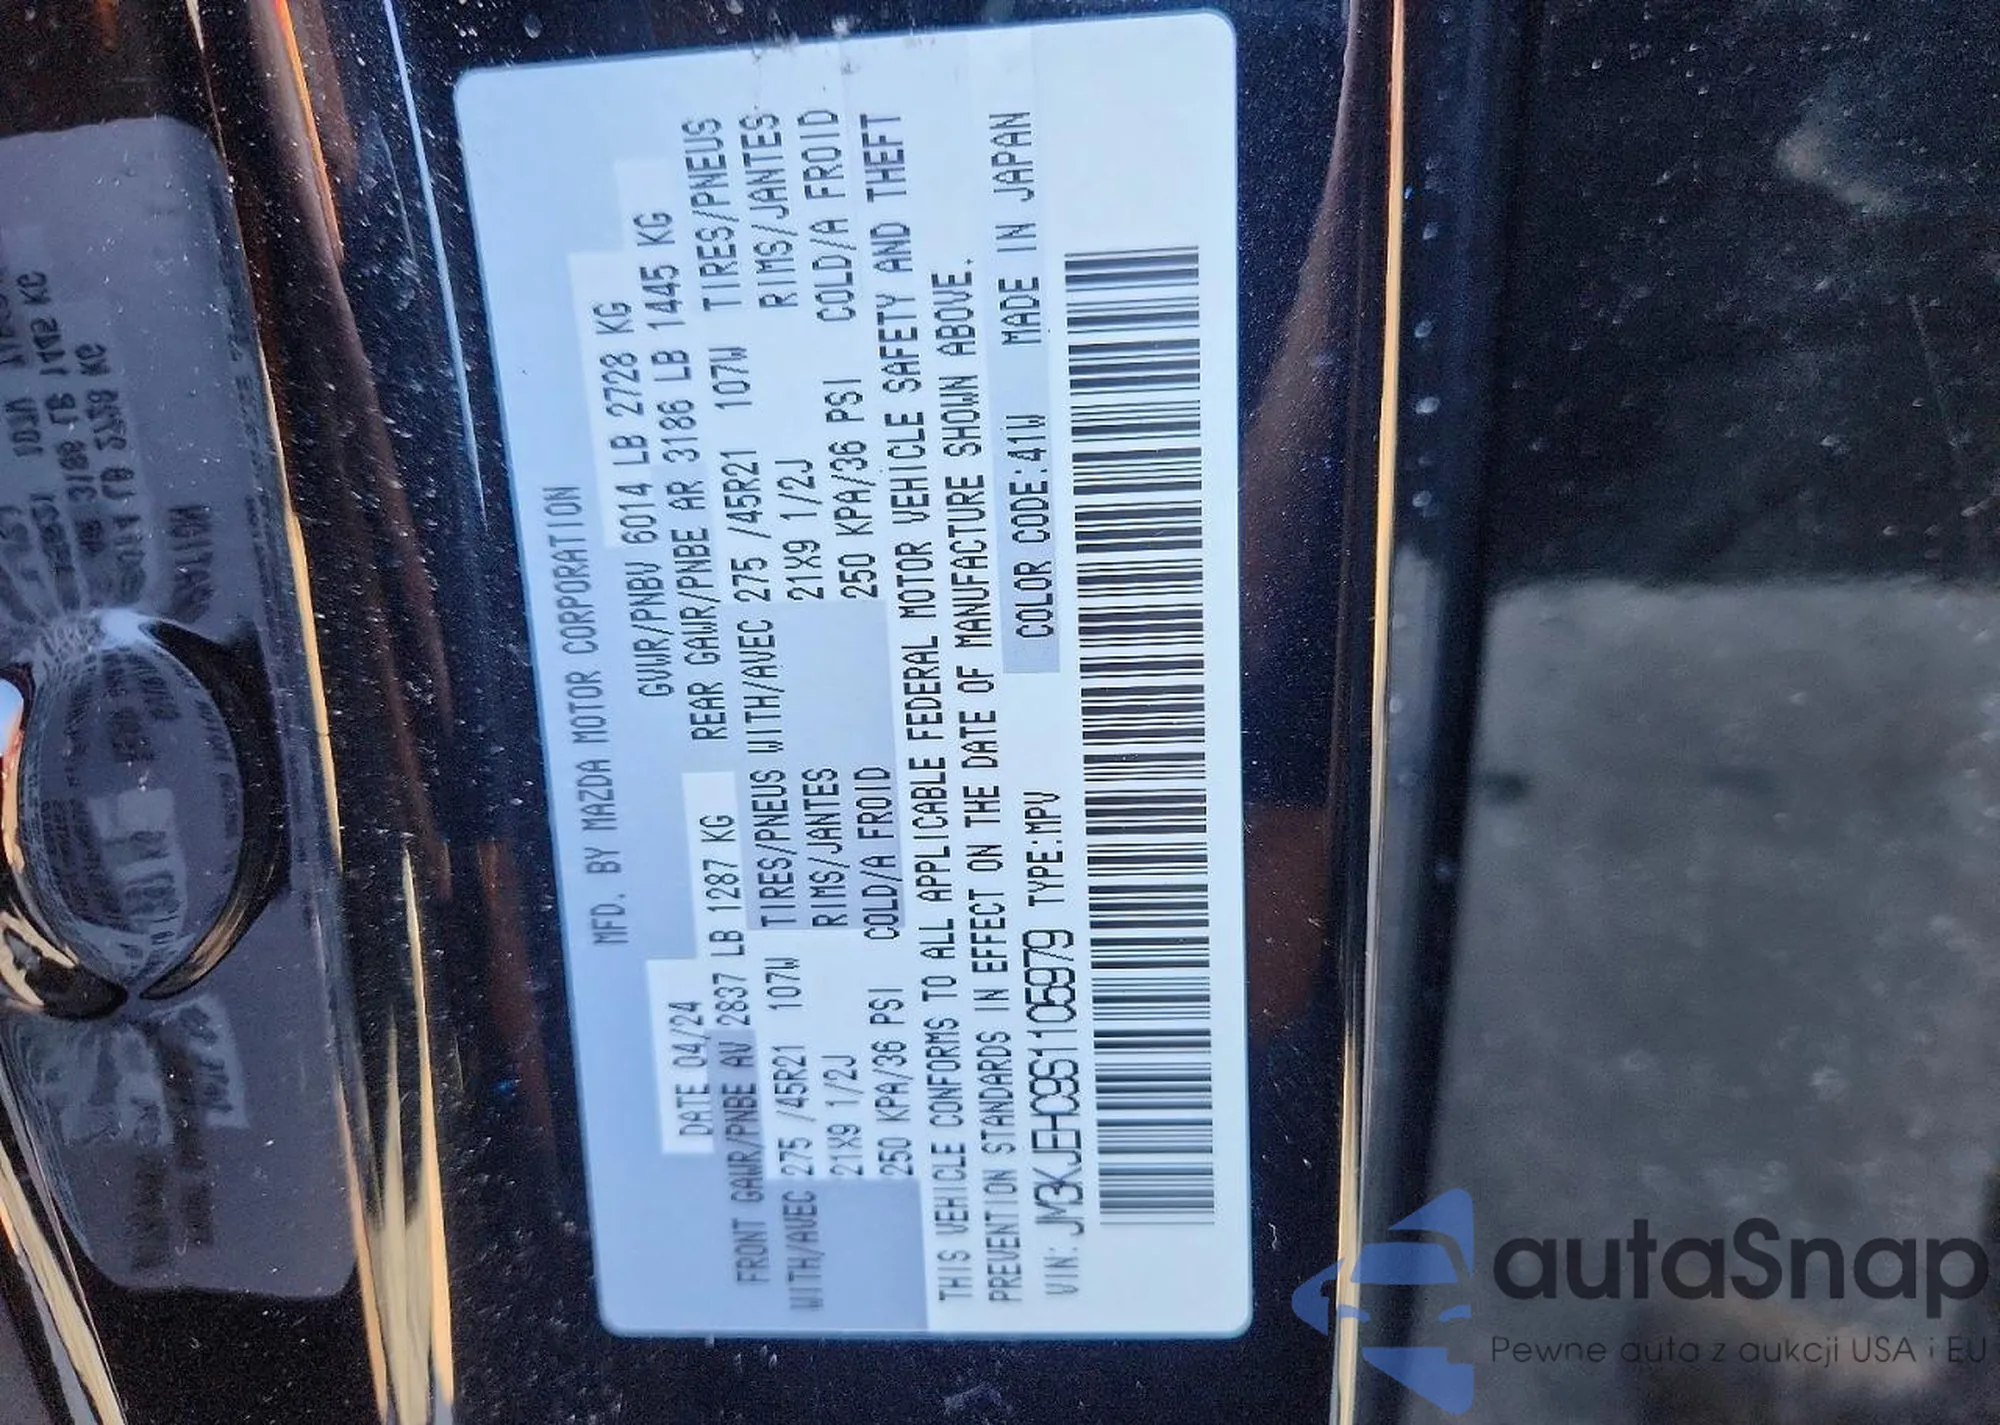 MFD. BY MAZDA MOTOR CORPORATION
DATE 04/24 GVWR/PNBV 6014 LB 2728 KG
FRONT GAWR/PNBE AV 2837 LB 1287 KG REAR GAWR/PNBE AR 3186 LB 1445 KG
WITH/AVEC 275 /45R21 107W TIRES/PNEUS WITH/AVEC 275 /45R21 107W TIRES/PNEUS
21X9 1/2J RIMS/JANTES 21X9 1/2J RIMS/JANTES
250 KPA/36 PSI COLD/A FROID 250 KPA/36 PSI COLD/A FROID
THIS VEHICLE CONFORMS TO ALL APPLICABLE FEDERAL MOTOR VEHICLE SAFETY AND THEFT
PREVENTION STANDARDS IN EFFECT ON THE DATE OF MANUFACTURE SHOWN ABOVE.
VIN: JM3KJEHC9S1105979 TYPE:MPV COLOR CODE:41W MADE IN JAPAN
autaSnap
Pewne auta z aukcji USA i EU